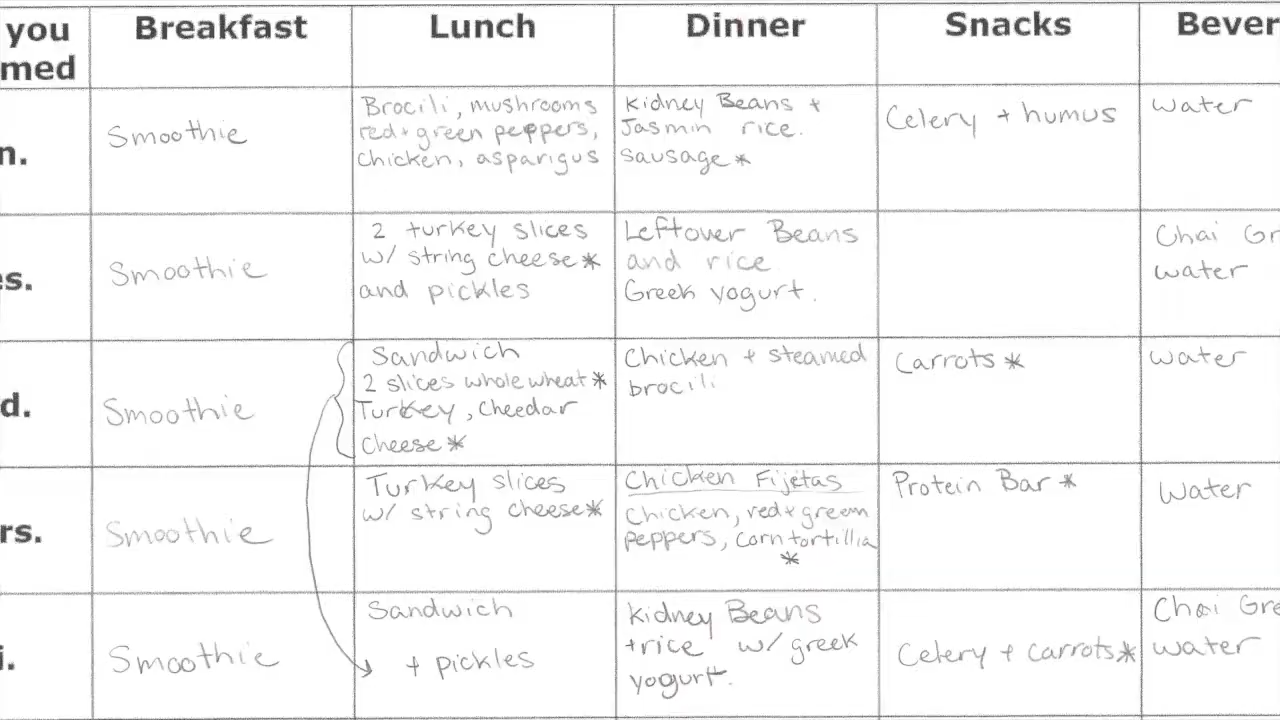 you
med
Breakfast
Lunch
Dinner
Snacks
Bever
n.
Smoothie
Brocili, mushrooms
red + green peppers,
chicken, asparigus
Kidney Beans +
Jasmin rice.
sausage *
Celery + humus
water
es.
Smoothie
2 turkey slices
w/ string cheese *
and pickles
Leftover Beans
and rice
Greek yogurt.
Chai Gr
water
d.
Smoothie
Sandwich
2 slices whole wheat *
Turkey, Cheedar
cheese *
Chicken + steamed
brocili
Carrots *
water
rs.
Smoothie
Turkey slices
w/ string cheese *
Chicken Fijetas
Chicken, red + green
peppers, corn tortillia
*
Protein Bar *
Water
i.
Smoothie
Sandwich
+ pickles
Kidney Beans
+ rice w/ greek
yogurt.
Celery + carrots *
Chai Gre
water